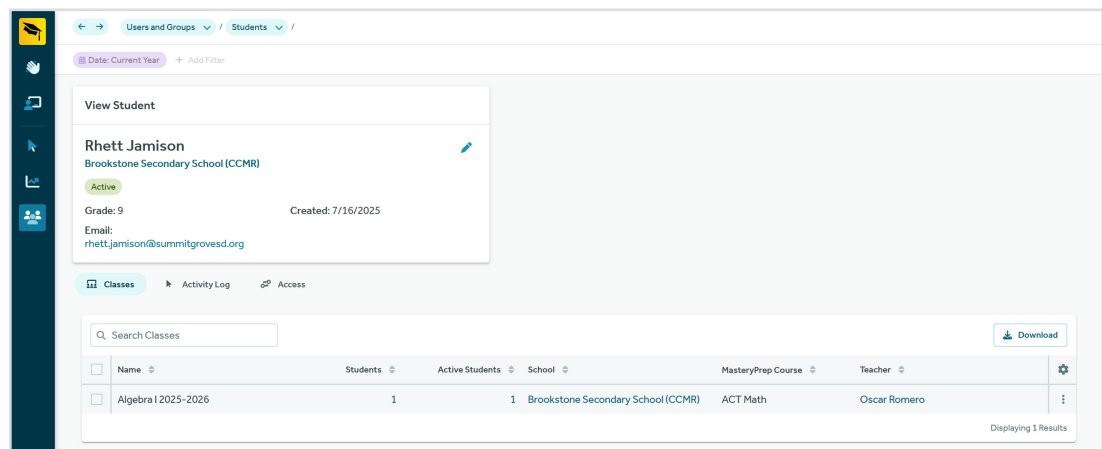 Users and Groups / Students /
Date: Current Year + Add Filter
View Student
Rhett Jamison
Brookstone Secondary School (CCMR)
Active
Grade: 9 Created: 7/16/2025
Email:
rhett.jamison@summitgrovesd.org
Classes Activity Log Access
Search Classes Download
Name Students Active Students School MasteryPrep Course Teacher
Algebra I 2025-2026 1 1 Brookstone Secondary School (CCMR) ACT Math Oscar Romero
Displaying 1 Results